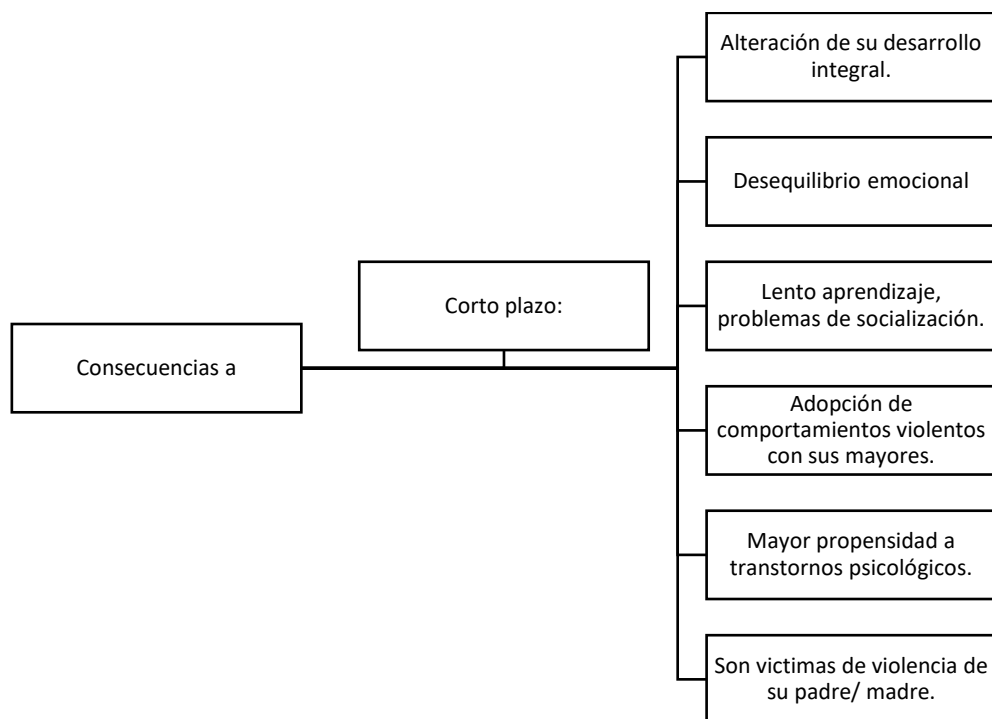 Consecuencias a
Corto plazo:
Alteración de su desarrollo
integral.
Desequilibrio emocional
Lento aprendizaje,
problemas de socialización.
Adopción de
comportamientos violentos
con sus mayores.
Mayor propensidad a
transtornos psicológicos.
Son victimas de violencia de
su padre/ madre.